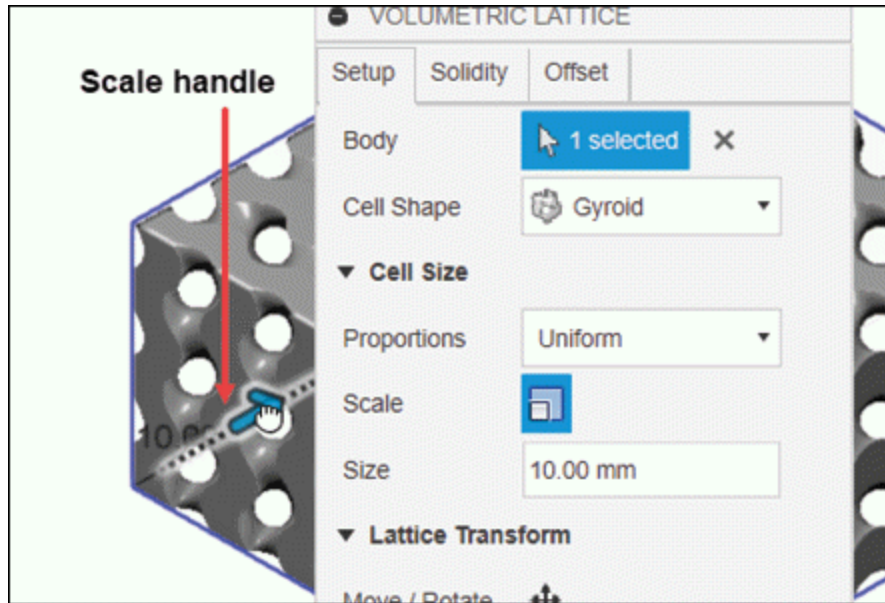 VOLUMETRIC LATTICE
Setup Solidity Offset
Scale handle
Body 1 selected
Cell Shape Gyroid
Cell Size
Proportions Uniform
Scale
Size 10.00 mm
Lattice Transform
Move / Rotate